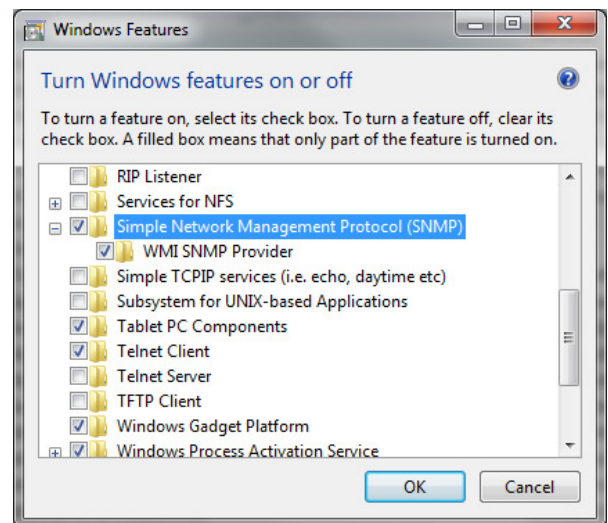 Windows Features
Turn Windows features on or off
To turn a feature on, select its check box. To turn a feature off, clear its
check box. A filled box means that only part of the feature is turned on.
RIP Listener
Services for NFS
Simple Network Management Protocol (SNMP)
WMI SNMP Provider
Simple TCPIP services (i.e. echo, daytime etc)
Subsystem for UNIX-based Applications
Tablet PC Components
Telnet Client
Telnet Server
TFTP Client
Windows Gadget Platform
Windows Process Activation Service
OK Cancel